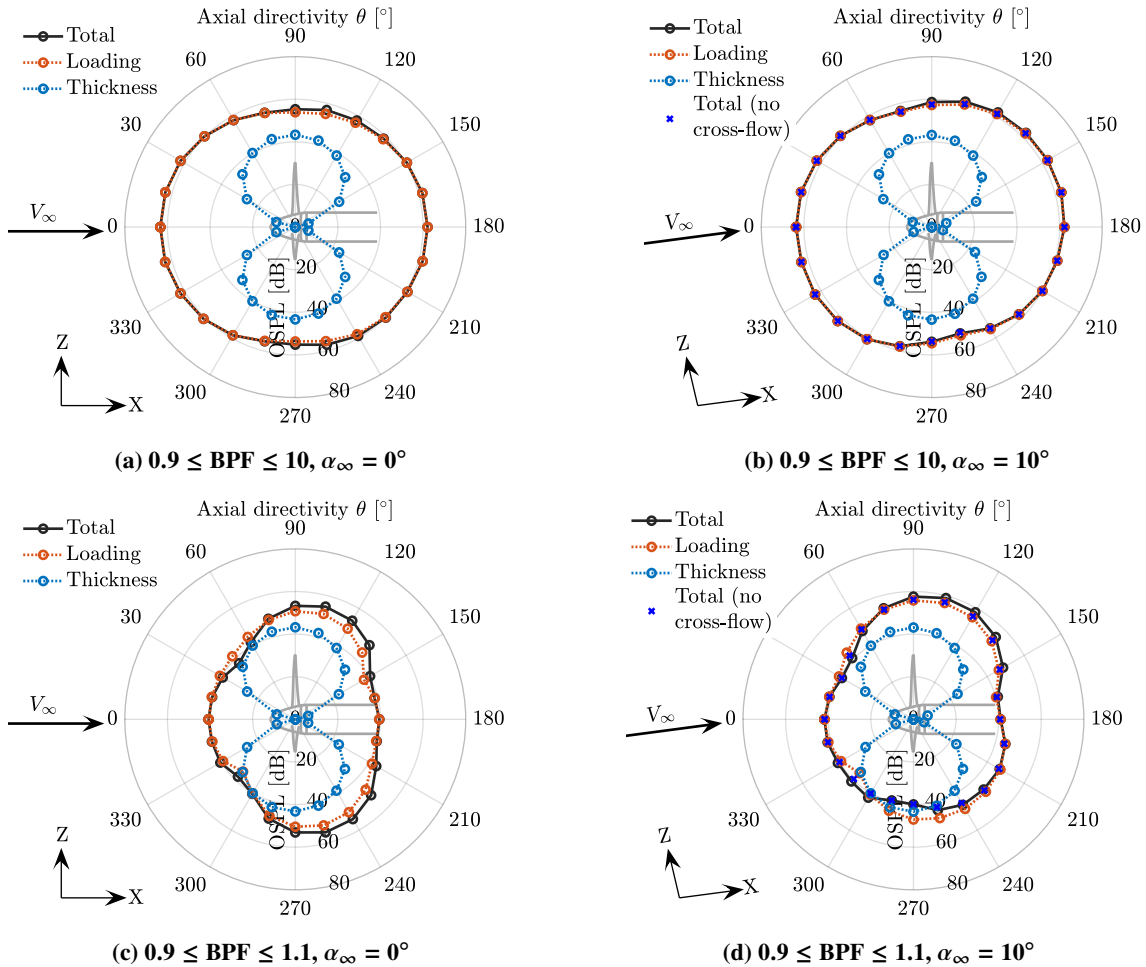 Axial directivity θ [°]
Total
Loading
Thickness
90
60
120
30
150
V∞
0
180
0
20
40
60
80
OSPL [dB]
330
210
300
240
270
Z
X
(a) 0.9 ≤ BPF ≤ 10, α∞ = 0°
Axial directivity θ [°]
Total
Loading
Thickness
Total (no
cross-flow)
90
60
120
30
150
V∞
0
180
0
20
40
60
80
OSPL [dB]
330
210
300
240
270
Z
X
(b) 0.9 ≤ BPF ≤ 10, α∞ = 10°
Axial directivity θ [°]
Total
Loading
Thickness
90
60
120
30
150
V∞
0
180
0
20
40
60
80
OSPL [dB]
330
210
300
240
270
Z
X
(c) 0.9 ≤ BPF ≤ 1.1, α∞ = 0°
Axial directivity θ [°]
Total
Loading
Thickness
Total (no
cross-flow)
90
60
120
30
150
V∞
0
180
0
20
40
60
80
OSPL [dB]
330
210
300
240
270
Z
X
(d) 0.9 ≤ BPF ≤ 1.1, α∞ = 10°